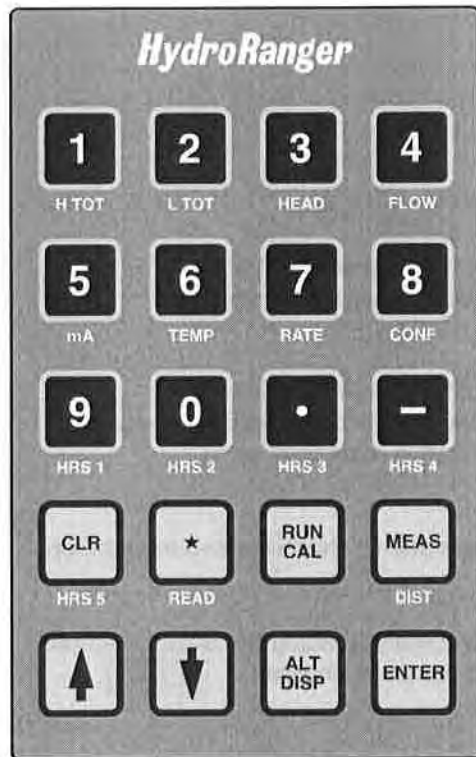 HydroRanger
1 2 3 4
H TOT L TOT HEAD FLOW
5 6 7 8
mA TEMP RATE CONF
9 0 • −
HRS 1 HRS 2 HRS 3 HRS 4
CLR ★ RUN CAL MEAS
HRS 5 READ DIST
ALT DISP ENTER